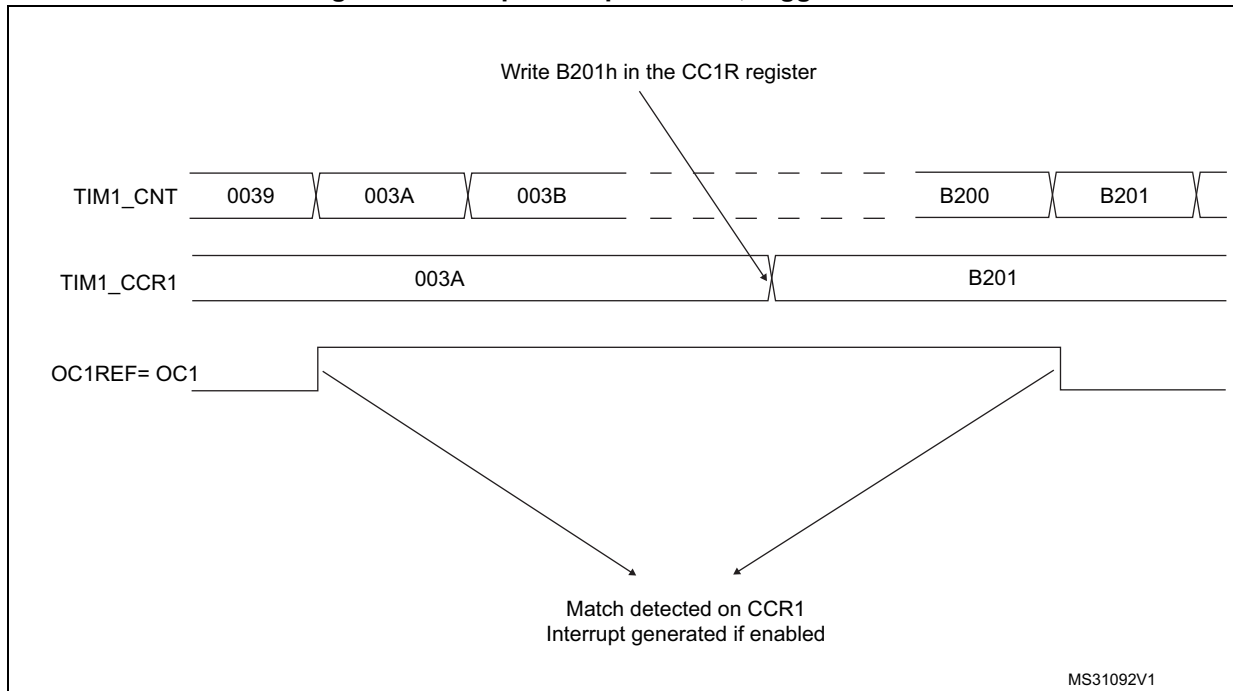 Write B201h in the CC1R register
TIM1_CNT 0039 003A 003B B200 B201
TIM1_CCR1 003A B201
OC1REF= OC1
Match detected on CCR1
Interrupt generated if enabled
MS31092V1